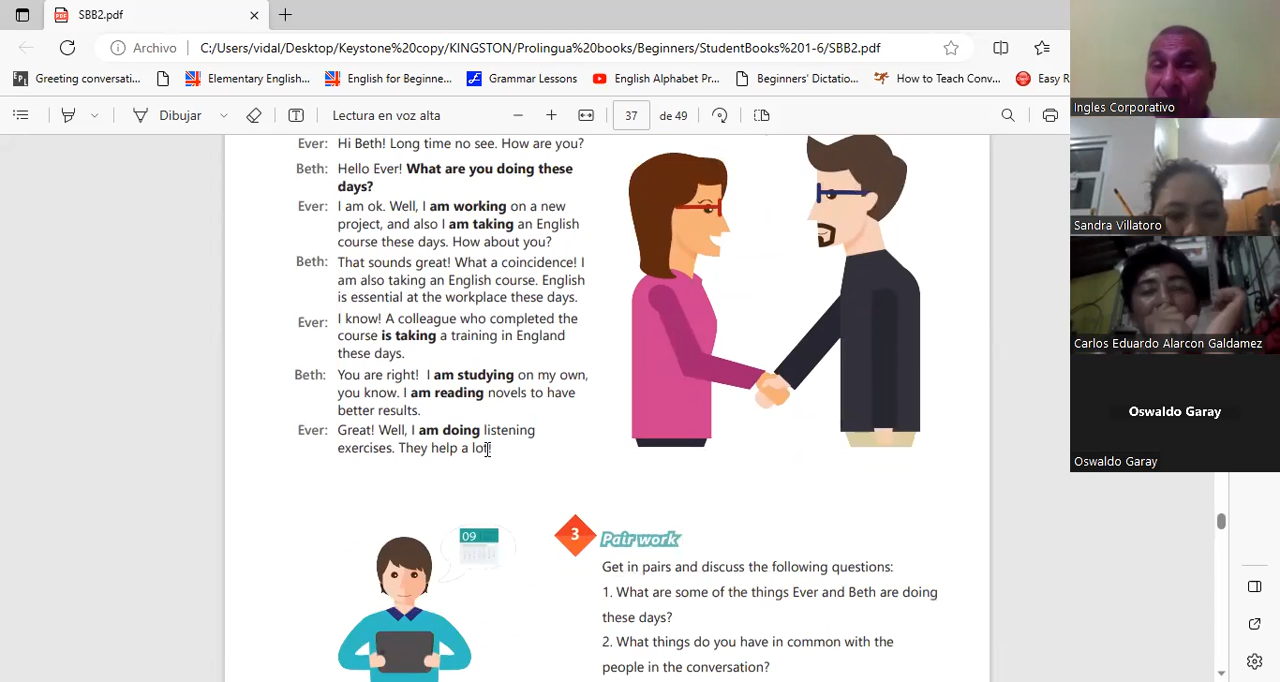 SBB2.pdf
Archivo
C:/Users/vidal/Desktop/Keystone%20copy/KINGSTON/Prolingua%20books/Beginners/StudentBooks%201-6/SBB2.pdf
Greeting conversati...
Elementary English...
English for Beginne...
Grammar Lessons
English Alphabet Pr...
Beginners' Dictatio...
How to Teach Conv...
Easy R
Dibujar
Lectura en voz alta
37 de 49
Ever: Hi Beth! Long time no see. How are you?
Beth: Hello Ever! What are you doing these
days?
Ever: I am ok. Well, I am working on a new
project, and also I am taking an English
course these days. How about you?
Beth: That sounds great! What a coincidence! I
am also taking an English course. English
is essential at the workplace these days.
Ever: I know! A colleague who completed the
course is taking a training in England
these days.
Beth: You are right! I am studying on my own,
you know. I am reading novels to have
better results.
Ever: Great! Well, I am doing listening
exercises. They help a lot!
09
3 Pair work
Get in pairs and discuss the following questions:
1. What are some of the things Ever and Beth are doing
these days?
2. What things do you have in common with the
people in the conversation?
Ingles Corporativo
Sandra Villatoro
Carlos Eduardo Alarcon Galdamez
Oswaldo Garay
Oswaldo Garay